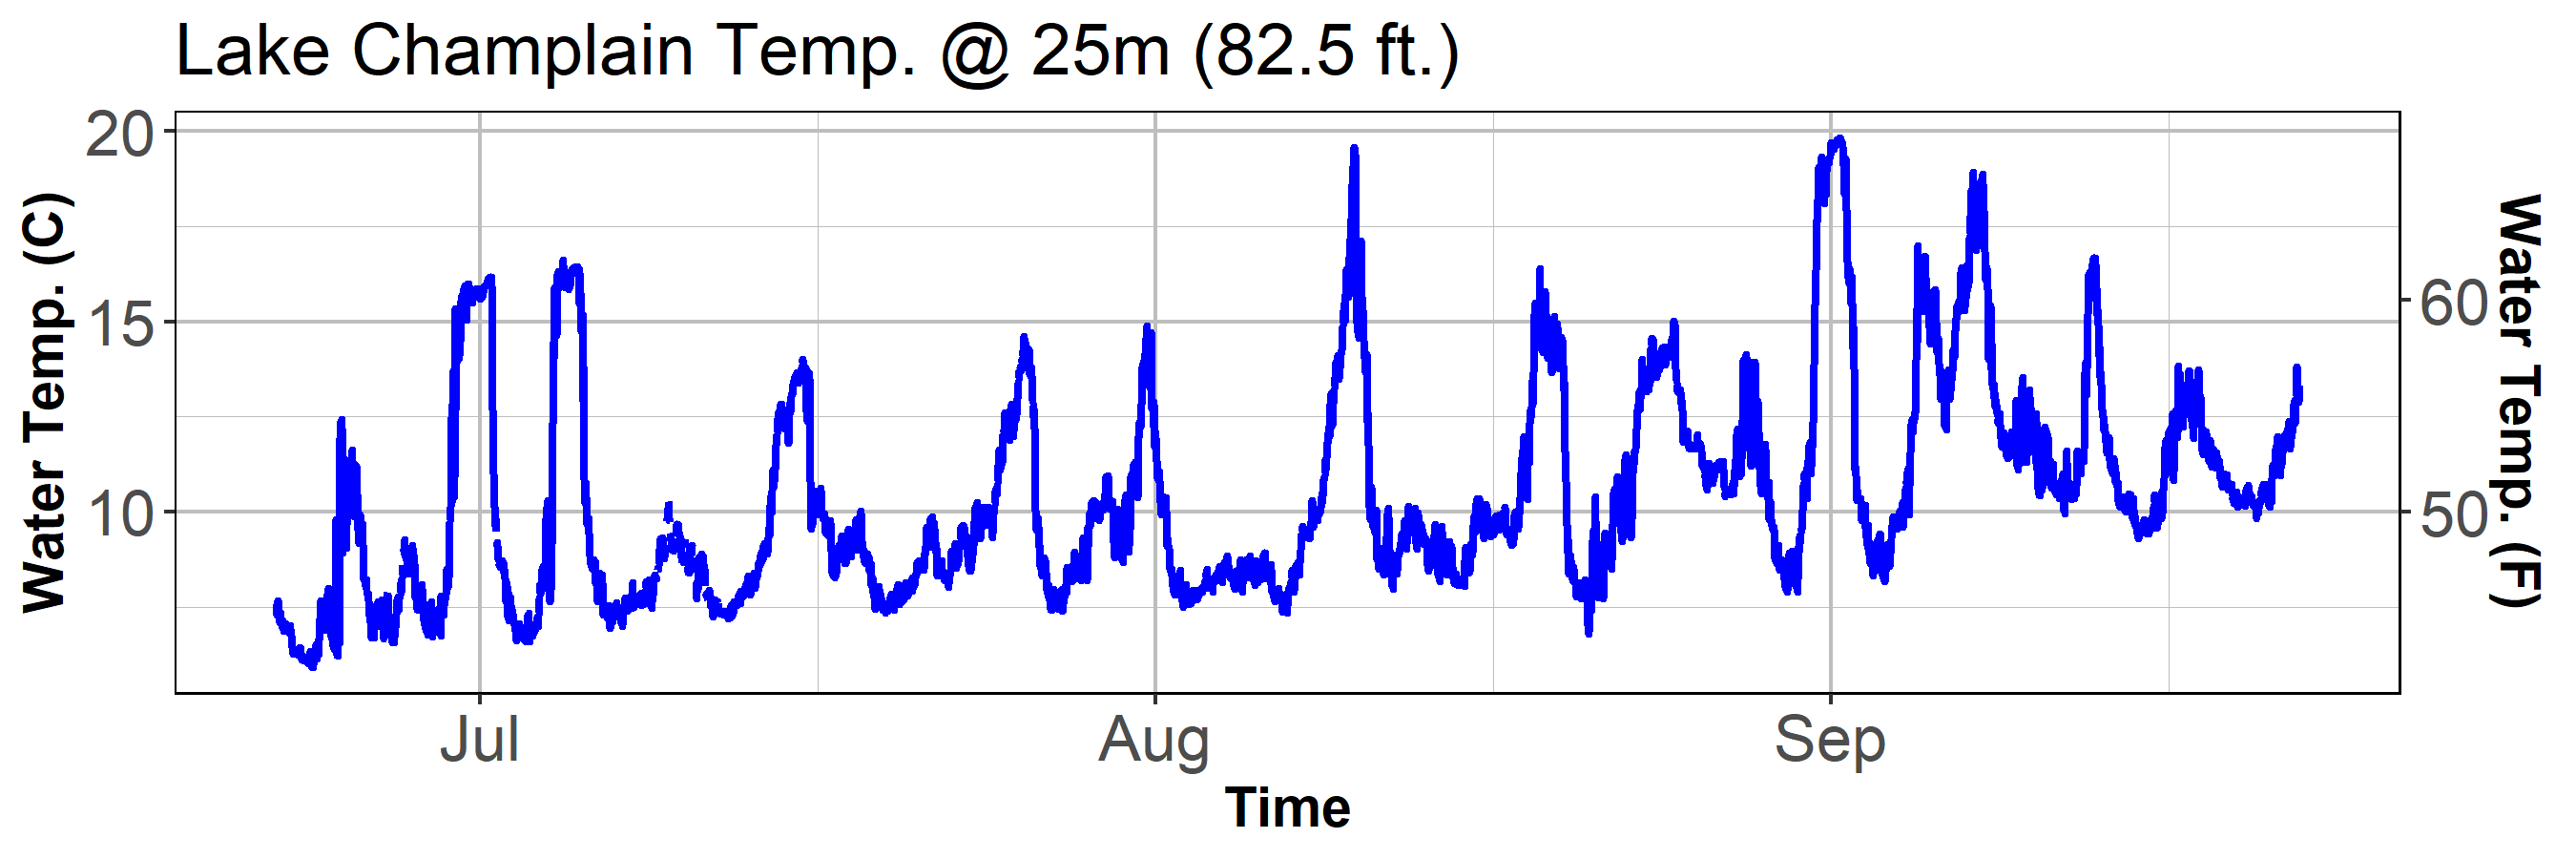 Lake Champlain Temp. @ 25m (82.5 ft.)
Water Temp. (C)
20
15
10
60
50
Water Temp. (F)
Jul Aug Sep
Time